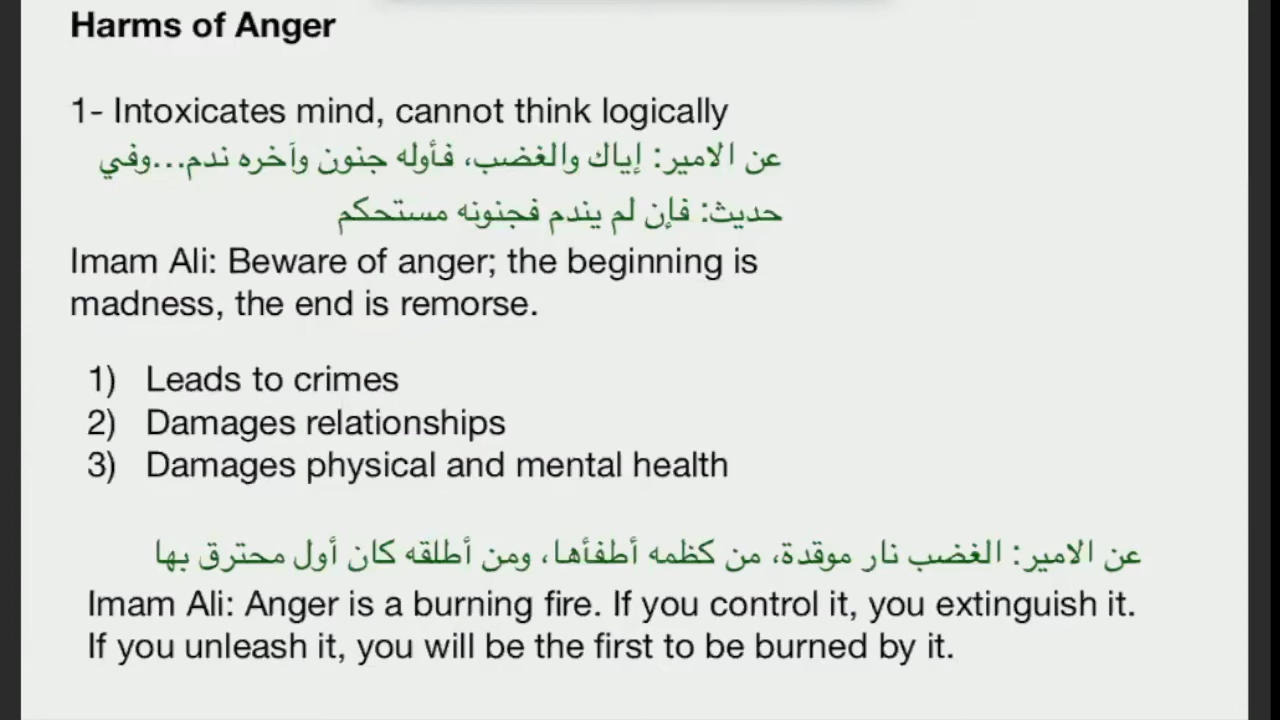 Harms of Anger
1- Intoxicates mind, cannot think logically
عن الامير: إياك والغضب، فأوله جنون وآخره ندم...وفي
حديث: فإن لم يندم فجنونه مستحكم
Imam Ali: Beware of anger; the beginning is
madness, the end is remorse.
1) Leads to crimes
2) Damages relationships
3) Damages physical and mental health
عن الامير: الغضب نار موقدة، من كظمه أطفأها، ومن أطلقه كان أول محترق بها
Imam Ali: Anger is a burning fire. If you control it, you extinguish it.
If you unleash it, you will be the first to be burned by it.